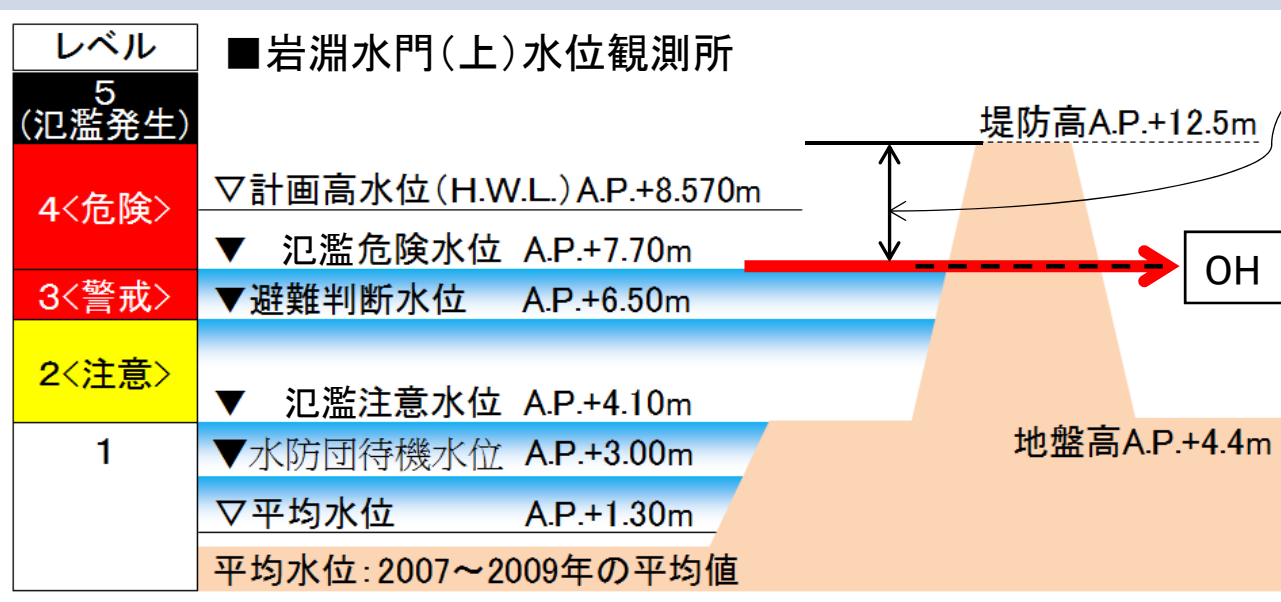 レベル
■岩淵水門(上)水位観測所
5
(氾濫発生)
堤防高A.P.+12.5m
▽計画高水位(H.W.L.)A.P.+8.570m
4<危険>
▼ 氾濫危険水位 A.P.+7.70m
OH
3<警戒>
▼避難判断水位 A.P.+6.50m
2<注意>
▼ 氾濫注意水位 A.P.+4.10m
1
▼水防団待機水位 A.P.+3.00m
地盤高A.P.+4.4m
▽平均水位 A.P.+1.30m
平均水位:2007~2009年の平均値